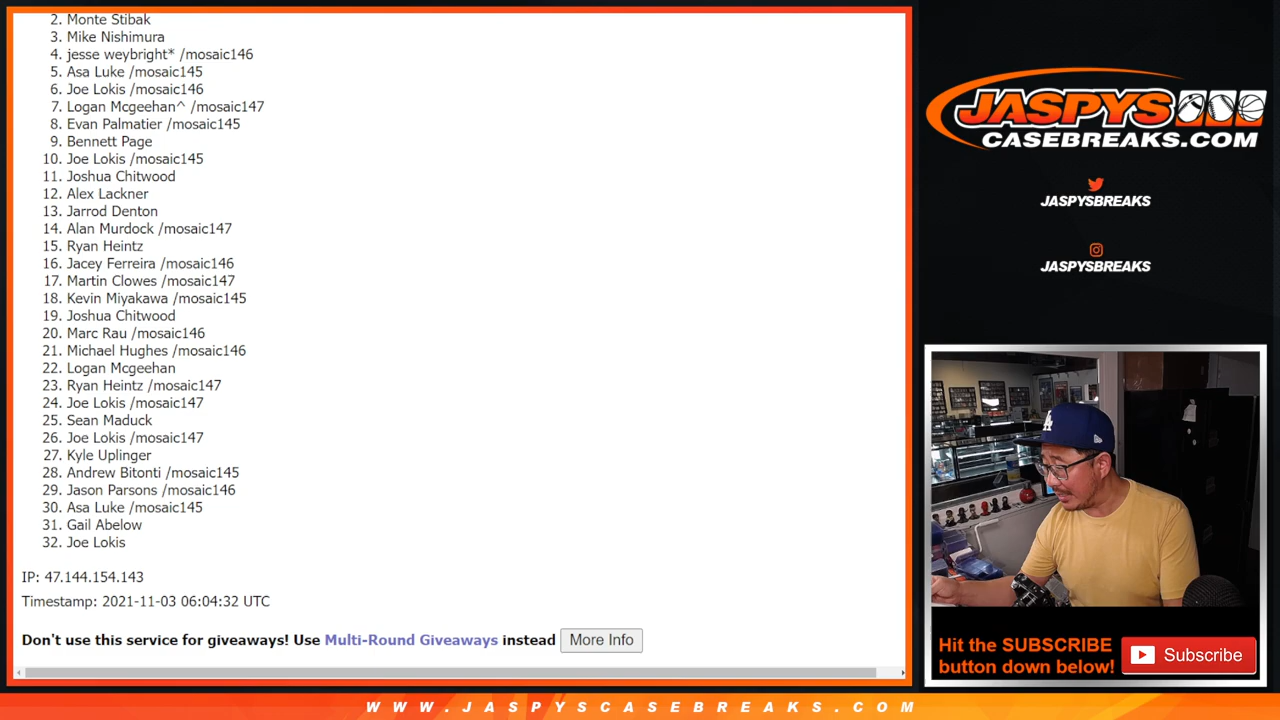 2. Monte Stibak
3. Mike Nishimura
4. jesse weybright* /mosaic146
5. Asa Luke /mosaic145
6. Joe Lokis /mosaic146
7. Logan Mcgeehan^ /mosaic147
8. Evan Palmatier /mosaic145
9. Bennett Page
10. Joe Lokis /mosaic145
11. Joshua Chitwood
12. Alex Lackner
13. Jarrod Denton
14. Alan Murdock /mosaic147
15. Ryan Heintz
16. Jacey Ferreira /mosaic146
17. Martin Clowes /mosaic147
18. Kevin Miyakawa /mosaic145
19. Joshua Chitwood
20. Marc Rau /mosaic146
21. Michael Hughes /mosaic146
22. Logan Mcgeehan
23. Ryan Heintz /mosaic147
24. Joe Lokis /mosaic147
25. Sean Maduck
26. Joe Lokis /mosaic147
27. Kyle Uplinger
28. Andrew Bitonti /mosaic145
29. Jason Parsons /mosaic146
30. Asa Luke /mosaic145
31. Gail Abelow
32. Joe Lokis
IP: 47.144.154.143
Timestamp: 2021-11-03 06:04:32 UTC
Don't use this service for giveaways! Use Multi-Round Giveaways instead More Info
JASPYS
CASEBREAKS.COM
JASPYSBREAKS
JASPYSBREAKS
LA
Hit the SUBSCRIBE
button down below!
Subscribe
WWW.JASPYSCASEBREAKS.COM